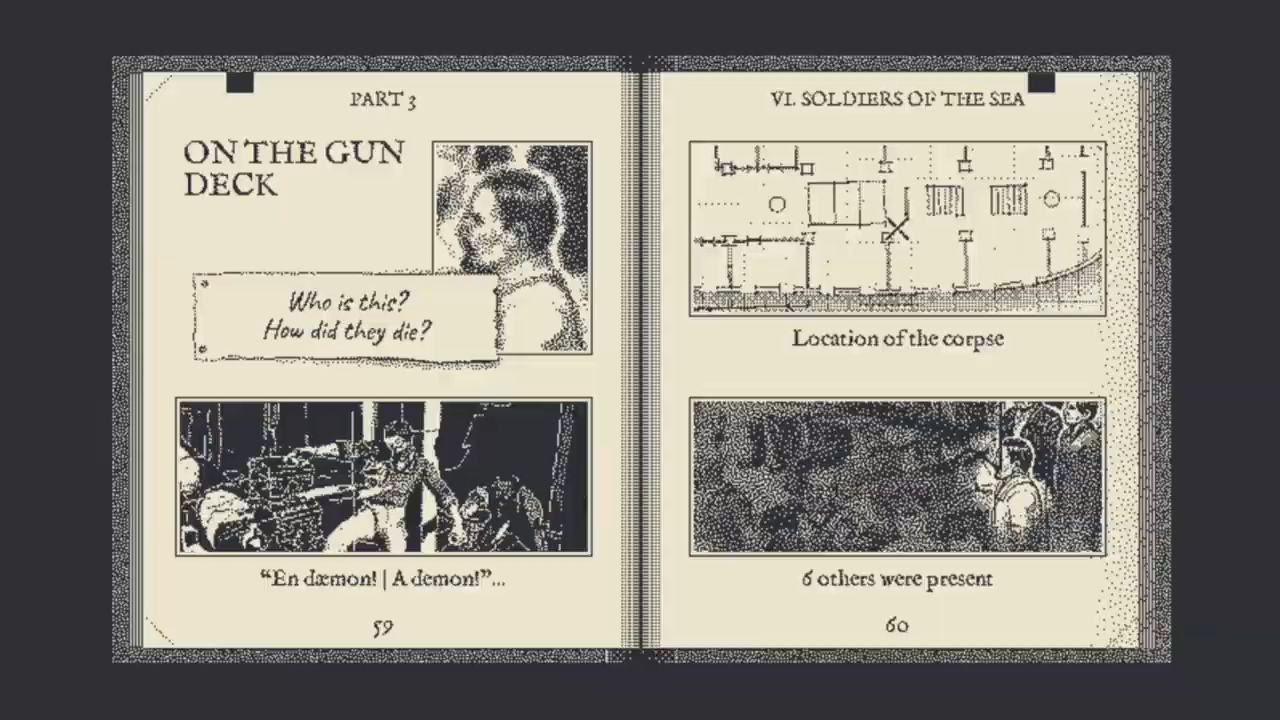 PART 3
ON THE GUN
DECK
Who is this?
How did they die?
“En dæmon! | A demon!”...
59
VI. SOLDIERS OF THE SEA
Location of the corpse
6 others were present
60